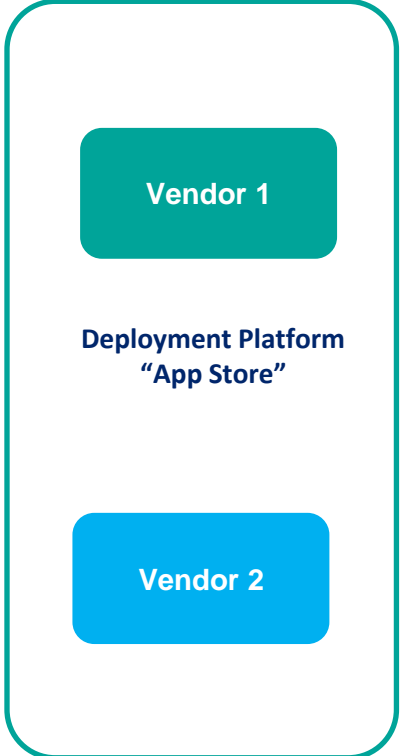 Vendor 1
Deployment Platform
“App Store”
Vendor 2